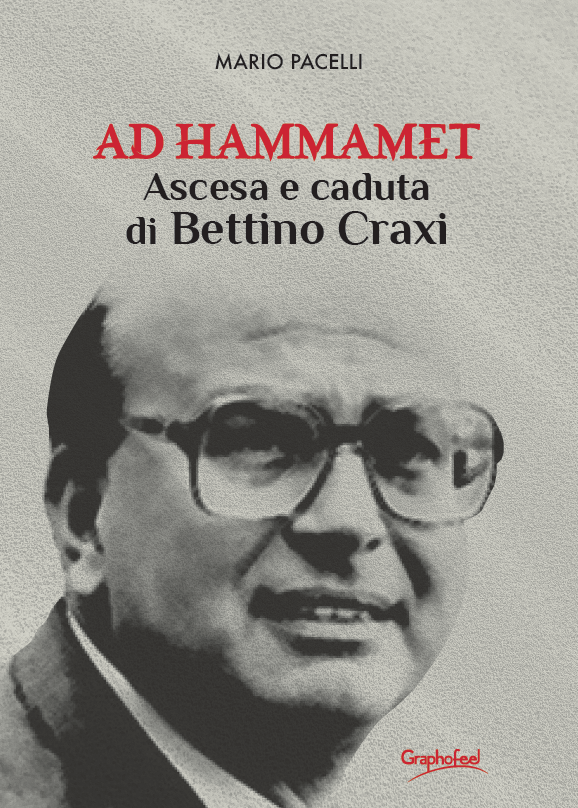 MARIO PACELLI
AD HAMMAMET
Ascesa e caduta
di Bettino Craxi
Graphofeel